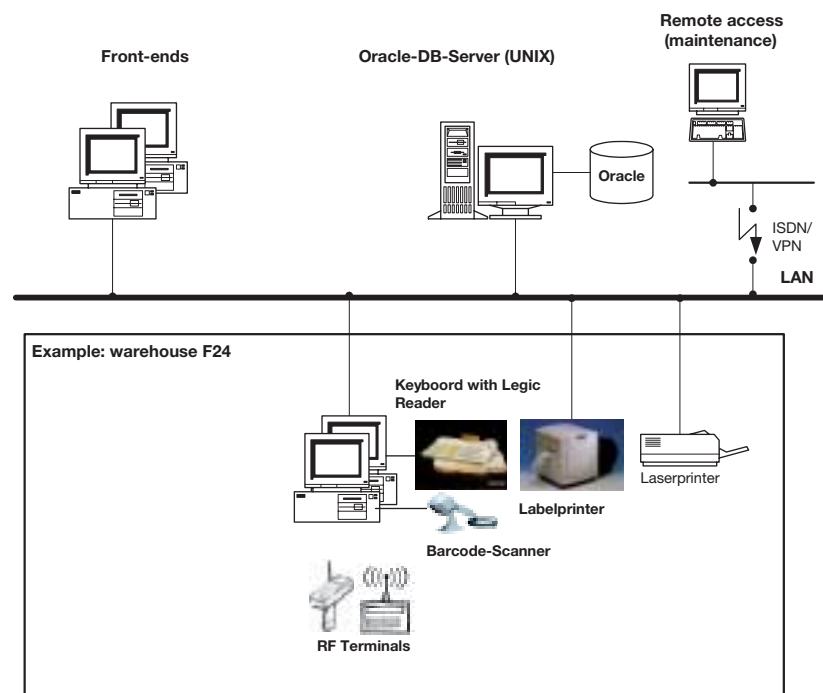 Remote access
(maintenance)
Front-ends
Oracle-DB-Server (UNIX)
Oracle
ISDN/
VPN
LAN
Example: warehouse F24
Keyboord with Legic
Reader
Laserprinter
Labelprinter
Barcode-Scanner
RF Terminals